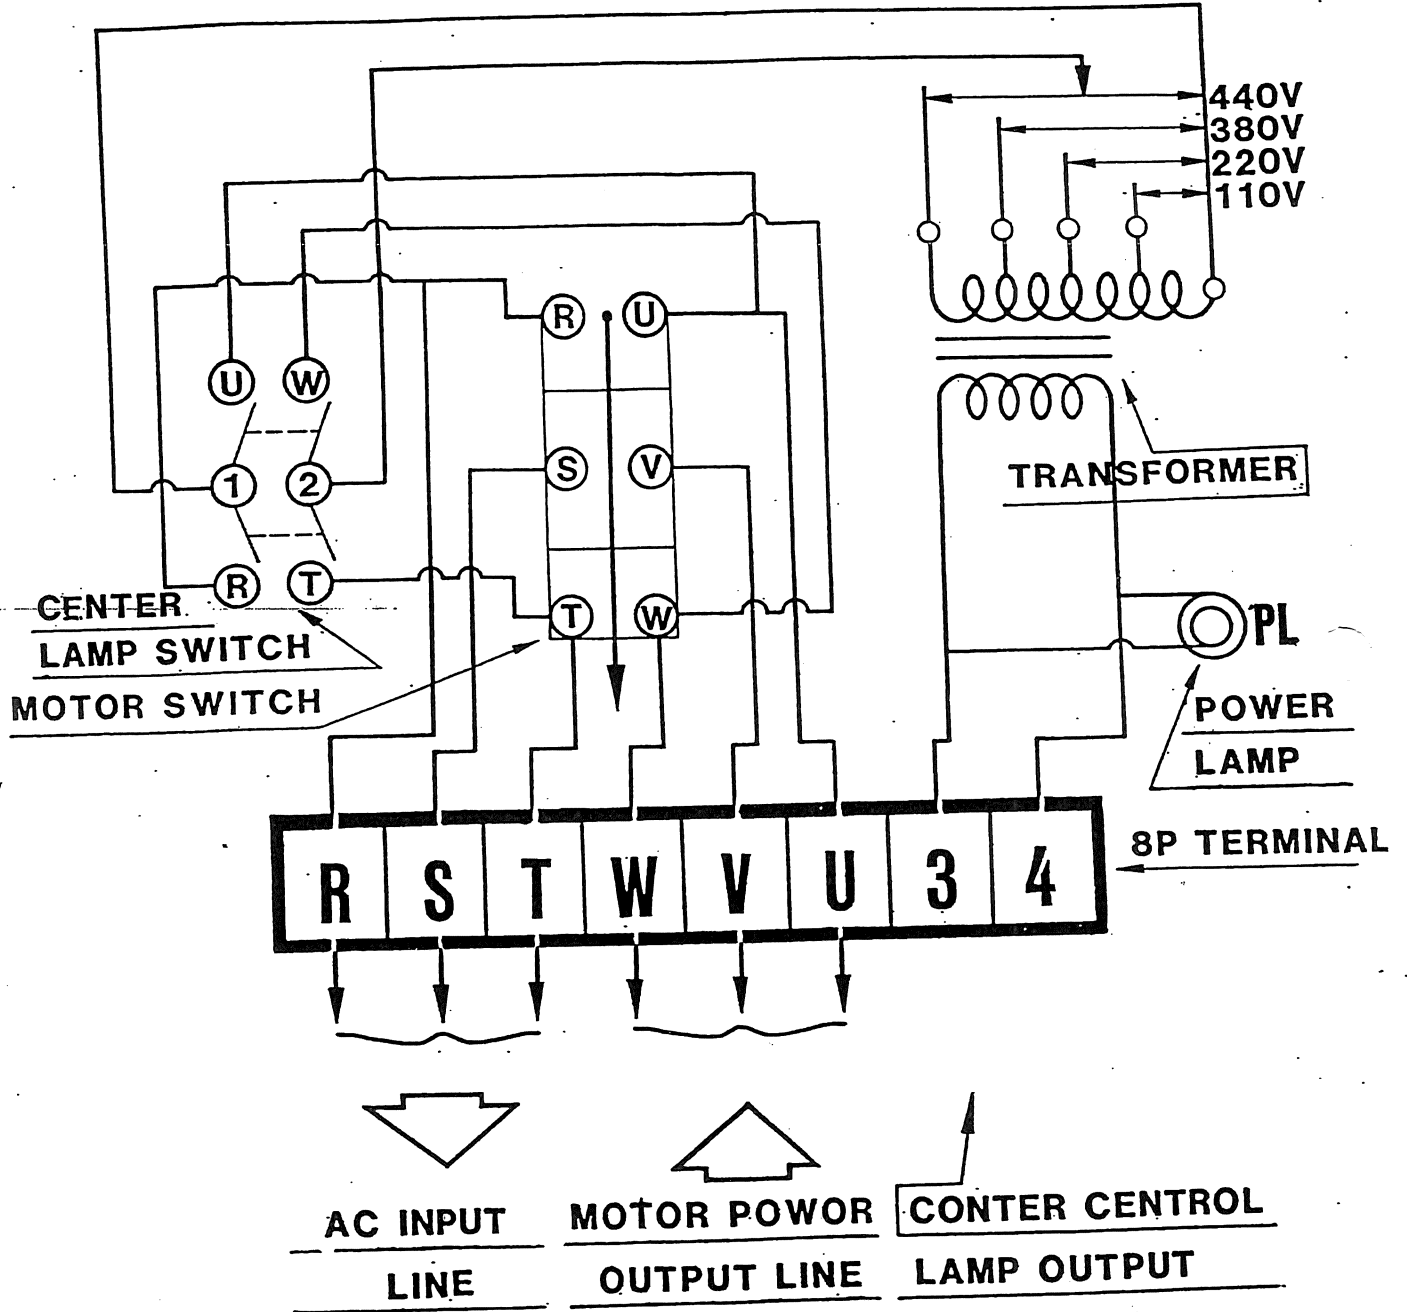 440V
380V
220V
110V
R U
U W
S V
1 2
TRANSFORMER
R T
T W
CENTER
LAMP SWITCH
MOTOR SWITCH
PL
POWER
LAMP
8P TERMINAL
R S T W V U 3 4
AC INPUT
LINE
MOTOR POWOR
OUTPUT LINE
CONTER CENTROL
LAMP OUTPUT